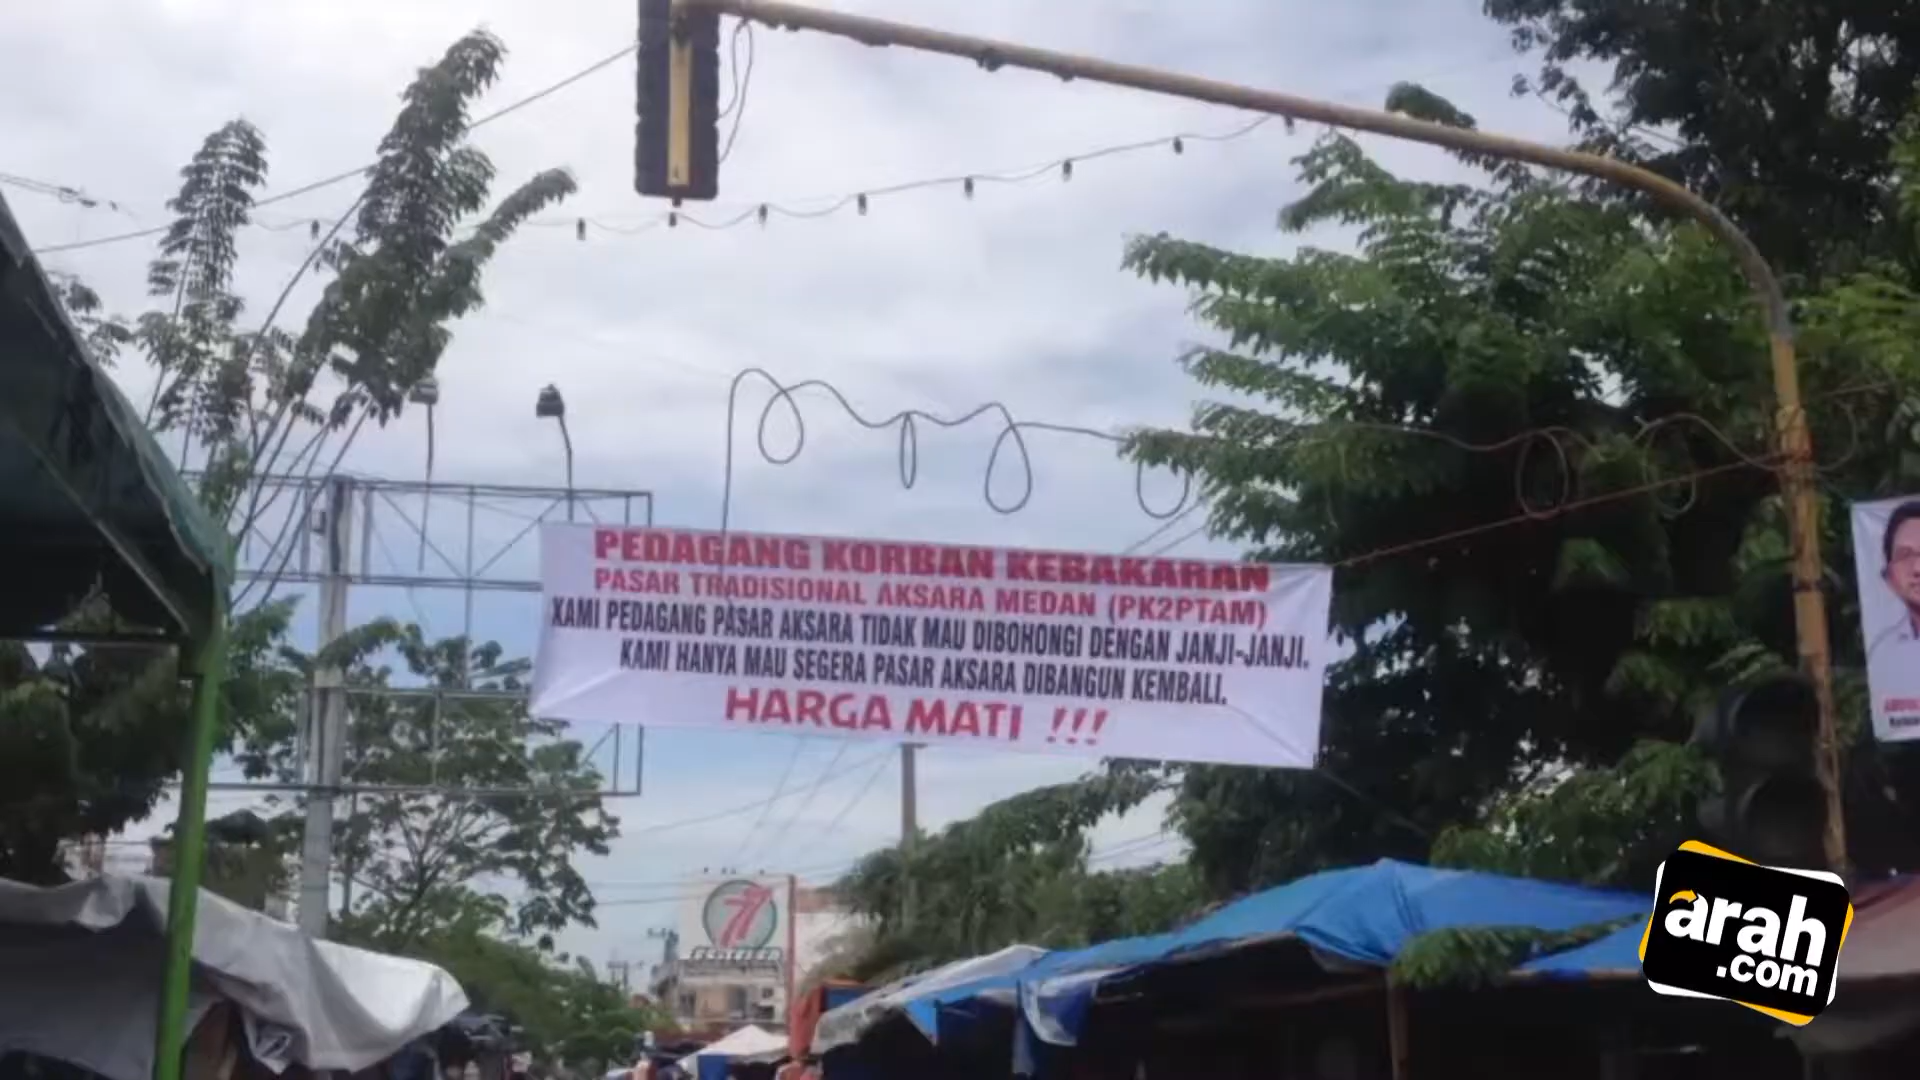 PEDAGANG KORBAN KEBAKARAN
PASAR TRADISIONAL AKSARA MEDAN (PK2PTAM)
KAMI PEDAGANG PASAR AKSARA TIDAK MAU DIBOHONGI DENGAN JANJI-JANJI.
KAMI HANYA MAU SEGERA PASAR AKSARA DIBANGUN KEMBALI.
HARGA MATI !!!
77
arah
.com